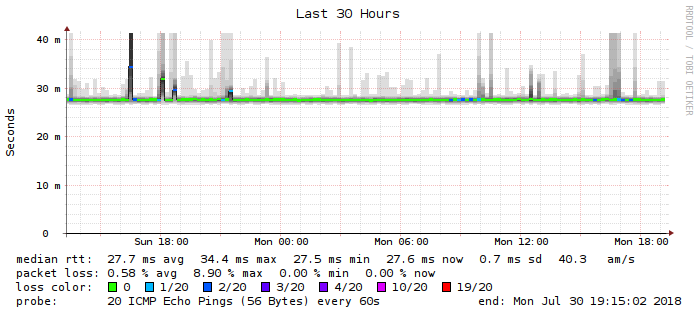 Last 30 Hours
RRDTOOL / TOBI OETIKER
Seconds
40 m
30 m
20 m
10 m
0
Sun 18:00 Mon 00:00 Mon 06:00 Mon 12:00 Mon 18:00
median rtt: 27.7 ms avg 34.4 ms max 27.5 ms min 27.6 ms now 0.7 ms sd 40.3 am/s
packet loss: 0.58 % avg 8.90 % max 0.00 % min 0.00 % now
loss color: 0 1/20 2/20 3/20 4/20 10/20 19/20
probe: 20 ICMP Echo Pings (56 Bytes) every 60s end: Mon Jul 30 19:15:02 2018